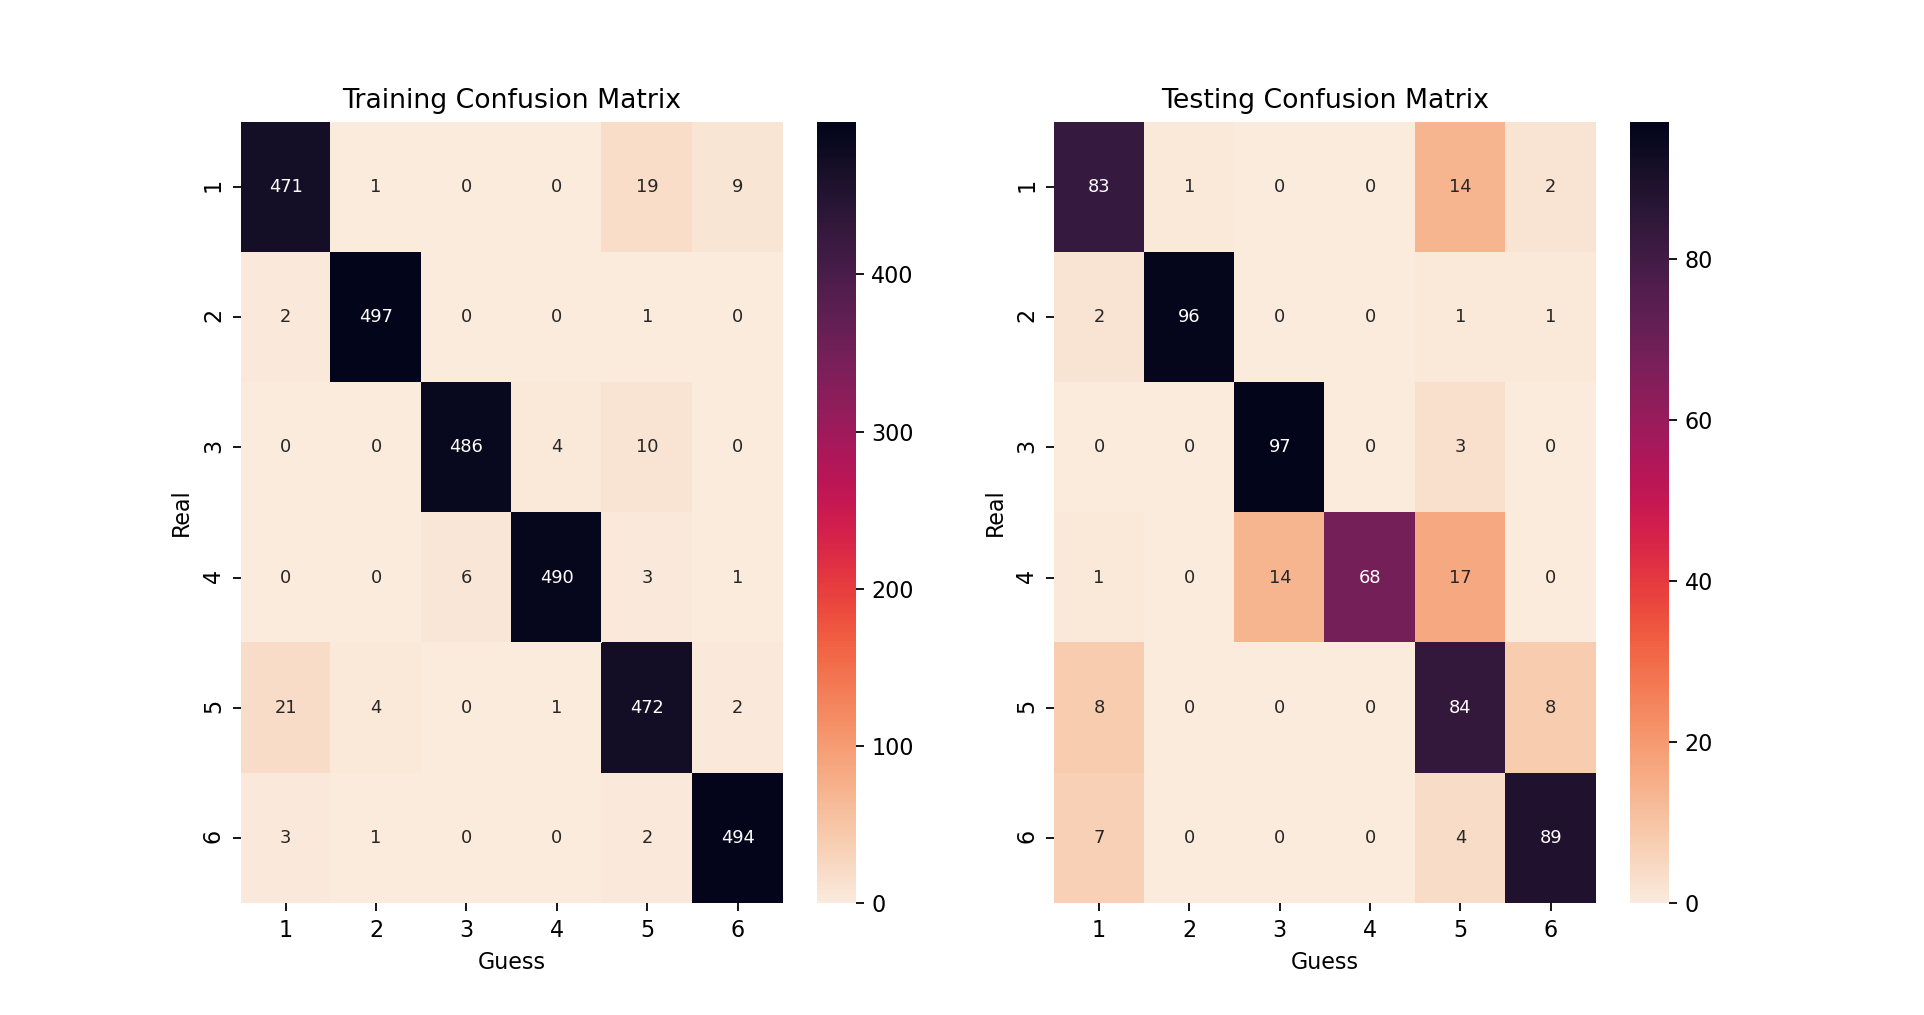 Training Confusion Matrix
1 471 1 0 0 19 9
2 2 497 0 0 1 0
3 0 0 486 4 10 0
4 0 0 6 490 3 1
5 21 4 0 1 472 2
6 3 1 0 0 2 494
1 2 3 4 5 6
Guess
Real
400
300
200
100
0
Testing Confusion Matrix
1 83 1 0 0 14 2
2 2 96 0 0 1 1
3 0 0 97 0 3 0
4 1 0 14 68 17 0
5 8 0 0 0 84 8
6 7 0 0 0 4 89
1 2 3 4 5 6
Guess
Real
80
60
40
20
0